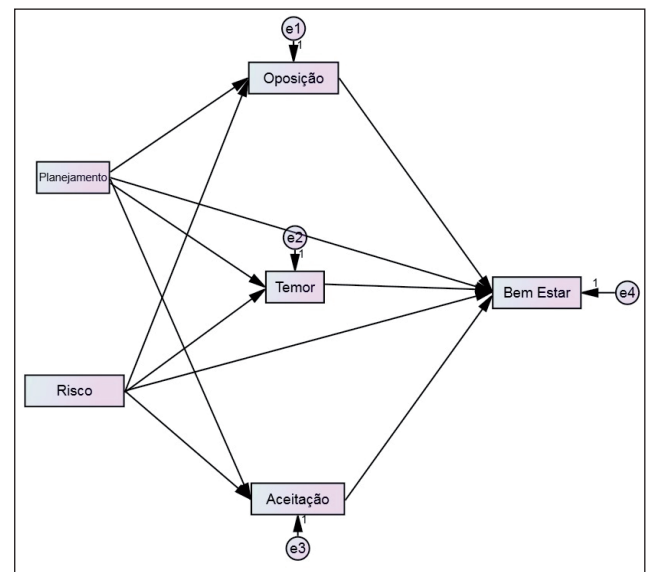 e1
1
Oposição
Planejamento
e2
1
Temor
Bem Estar
1
e4
Risco
Aceitação
1
e3